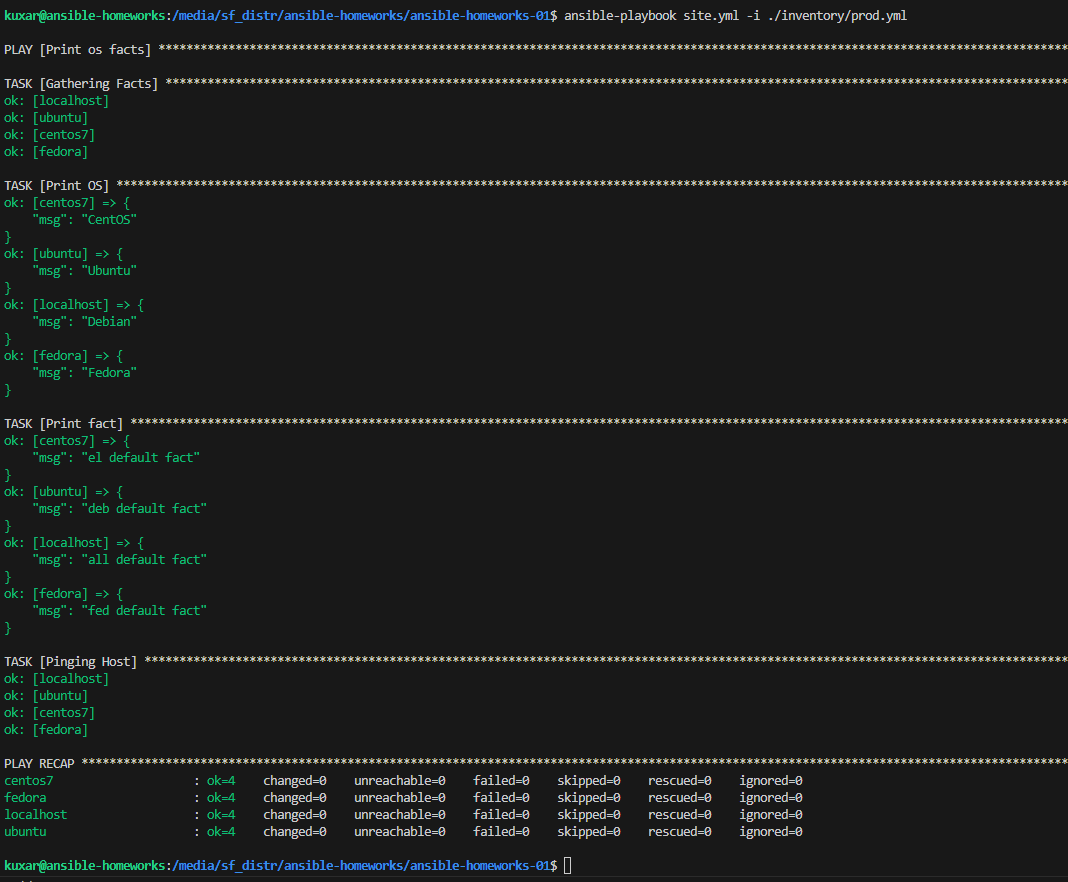 kuxar@ansible-homeworks:/media/sf_distr/ansible-homeworks/ansible-homeworks-01$ ansible-playbook site.yml -i ./inventory/prod.yml
PLAY [Print os facts] **********************************************************************************************************************************
TASK [Gathering Facts] *********************************************************************************************************************************
ok: [localhost]
ok: [ubuntu]
ok: [centos7]
ok: [fedora]
TASK [Print OS] ****************************************************************************************************************************************
ok: [centos7] => {
    "msg": "CentOS"
}
ok: [ubuntu] => {
    "msg": "Ubuntu"
}
ok: [localhost] => {
    "msg": "Debian"
}
ok: [fedora] => {
    "msg": "Fedora"
}
TASK [Print fact] **************************************************************************************************************************************
ok: [centos7] => {
    "msg": "el default fact"
}
ok: [ubuntu] => {
    "msg": "deb default fact"
}
ok: [localhost] => {
    "msg": "all default fact"
}
ok: [fedora] => {
    "msg": "fed default fact"
}
TASK [Pinging Host] ************************************************************************************************************************************
ok: [localhost]
ok: [ubuntu]
ok: [centos7]
ok: [fedora]
PLAY RECAP *********************************************************************************************************************************************
centos7                    : ok=4    changed=0    unreachable=0    failed=0    skipped=0    rescued=0    ignored=0
fedora                     : ok=4    changed=0    unreachable=0    failed=0    skipped=0    rescued=0    ignored=0
localhost                  : ok=4    changed=0    unreachable=0    failed=0    skipped=0    rescued=0    ignored=0
ubuntu                     : ok=4    changed=0    unreachable=0    failed=0    skipped=0    rescued=0    ignored=0
kuxar@ansible-homeworks:/media/sf_distr/ansible-homeworks/ansible-homeworks-01$